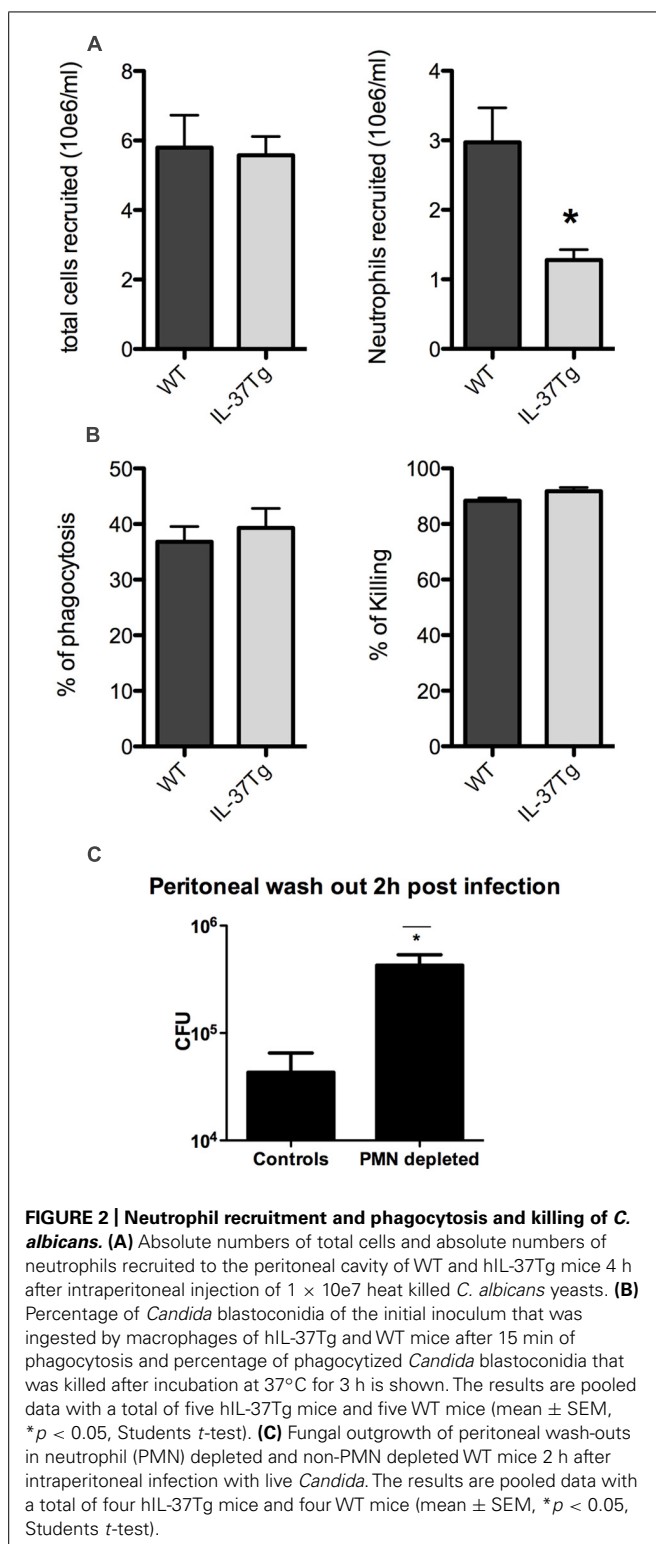 A
total cells recruited (10e6/ml)
8
6
4
2
0
WT
IL-37Tg
Neutrophils recruited (10e6/ml)
4
3
2
1
0
*
WT
IL-37Tg
B
% of phagocytosis
50
40
30
20
10
0
WT
IL-37Tg
% of Killing
100
80
60
40
20
0
WT
IL-37Tg
C
Peritoneal wash out 2h post infection
CFU
10⁶
10⁵
10⁴
*
Controls
PMN depleted
FIGURE 2 | Neutrophil recruitment and phagocytosis and killing of C.
albicans. (A) Absolute numbers of total cells and absolute numbers of
neutrophils recruited to the peritoneal cavity of WT and hIL-37Tg mice 4 h
after intraperitoneal injection of 1 × 10e7 heat killed C. albicans yeasts. (B)
Percentage of Candida blastoconidia of the initial inoculum that was
ingested by macrophages of hIL-37Tg and WT mice after 15 min of
phagocytosis and percentage of phagocytized Candida blastoconidia that
was killed after incubation at 37°C for 3 h is shown. The results are pooled
data with a total of five hIL-37Tg mice and five WT mice (mean ± SEM,
*p < 0.05, Students t-test). (C) Fungal outgrowth of peritoneal wash-outs
in neutrophil (PMN) depleted and non-PMN depleted WT mice 2 h after
intraperitoneal infection with live Candida. The results are pooled data with
a total of four hIL-37Tg mice and four WT mice (mean ± SEM, *p < 0.05,
Students t-test).